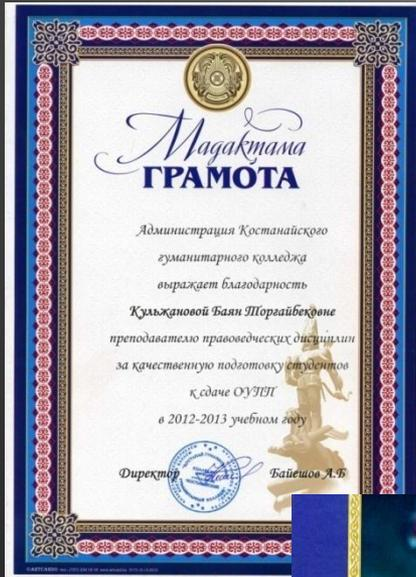 Мадақтама
ГРАМОТА
Администрация Костанайского
гуманитарного колледжа
выражает благодарность
Кульжановой Баян Торгайбековне
преподавателю правоведческих дисциплин
за качественную подготовку студентов
к сдаче ОУПП
в 2012-2013 учебном году
Директор Байешов А.Б